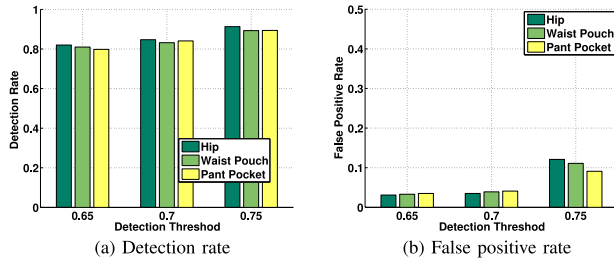 1
0.8
0.6
0.4
0.2
0
Detection Rate
Hip
Waist Pouch
Pant Pocket
0.65 0.7 0.75
Detection Threshod
(a) Detection rate
0.5
0.4
0.3
0.2
0.1
0
False Positive Rate
Hip
Waist Pouch
Pant Pocket
0.65 0.7 0.75
Detection Threshod
(b) False positive rate